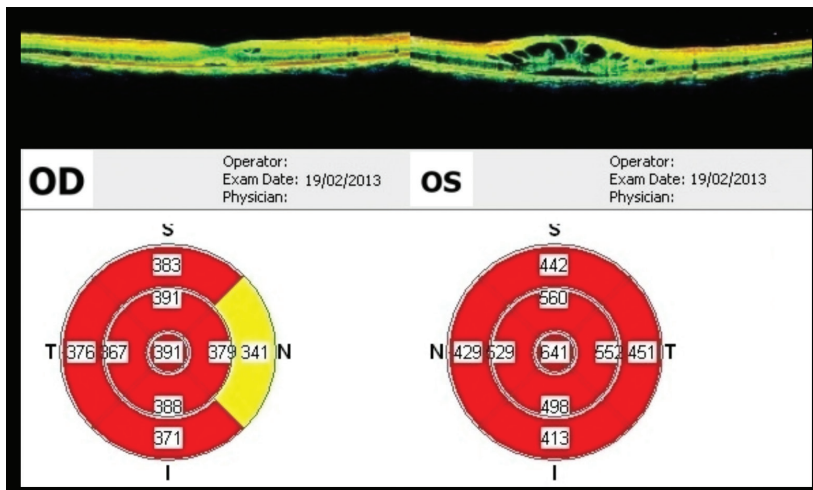 OD
Operator:
Exam Date: 19/02/2013
Physician:
OS
Operator:
Exam Date: 19/02/2013
Physician:
S
383
391
T 376 367 391 379 341 N
388
371
I
S
442
560
N 429 529 641 552 451 T
498
413
I